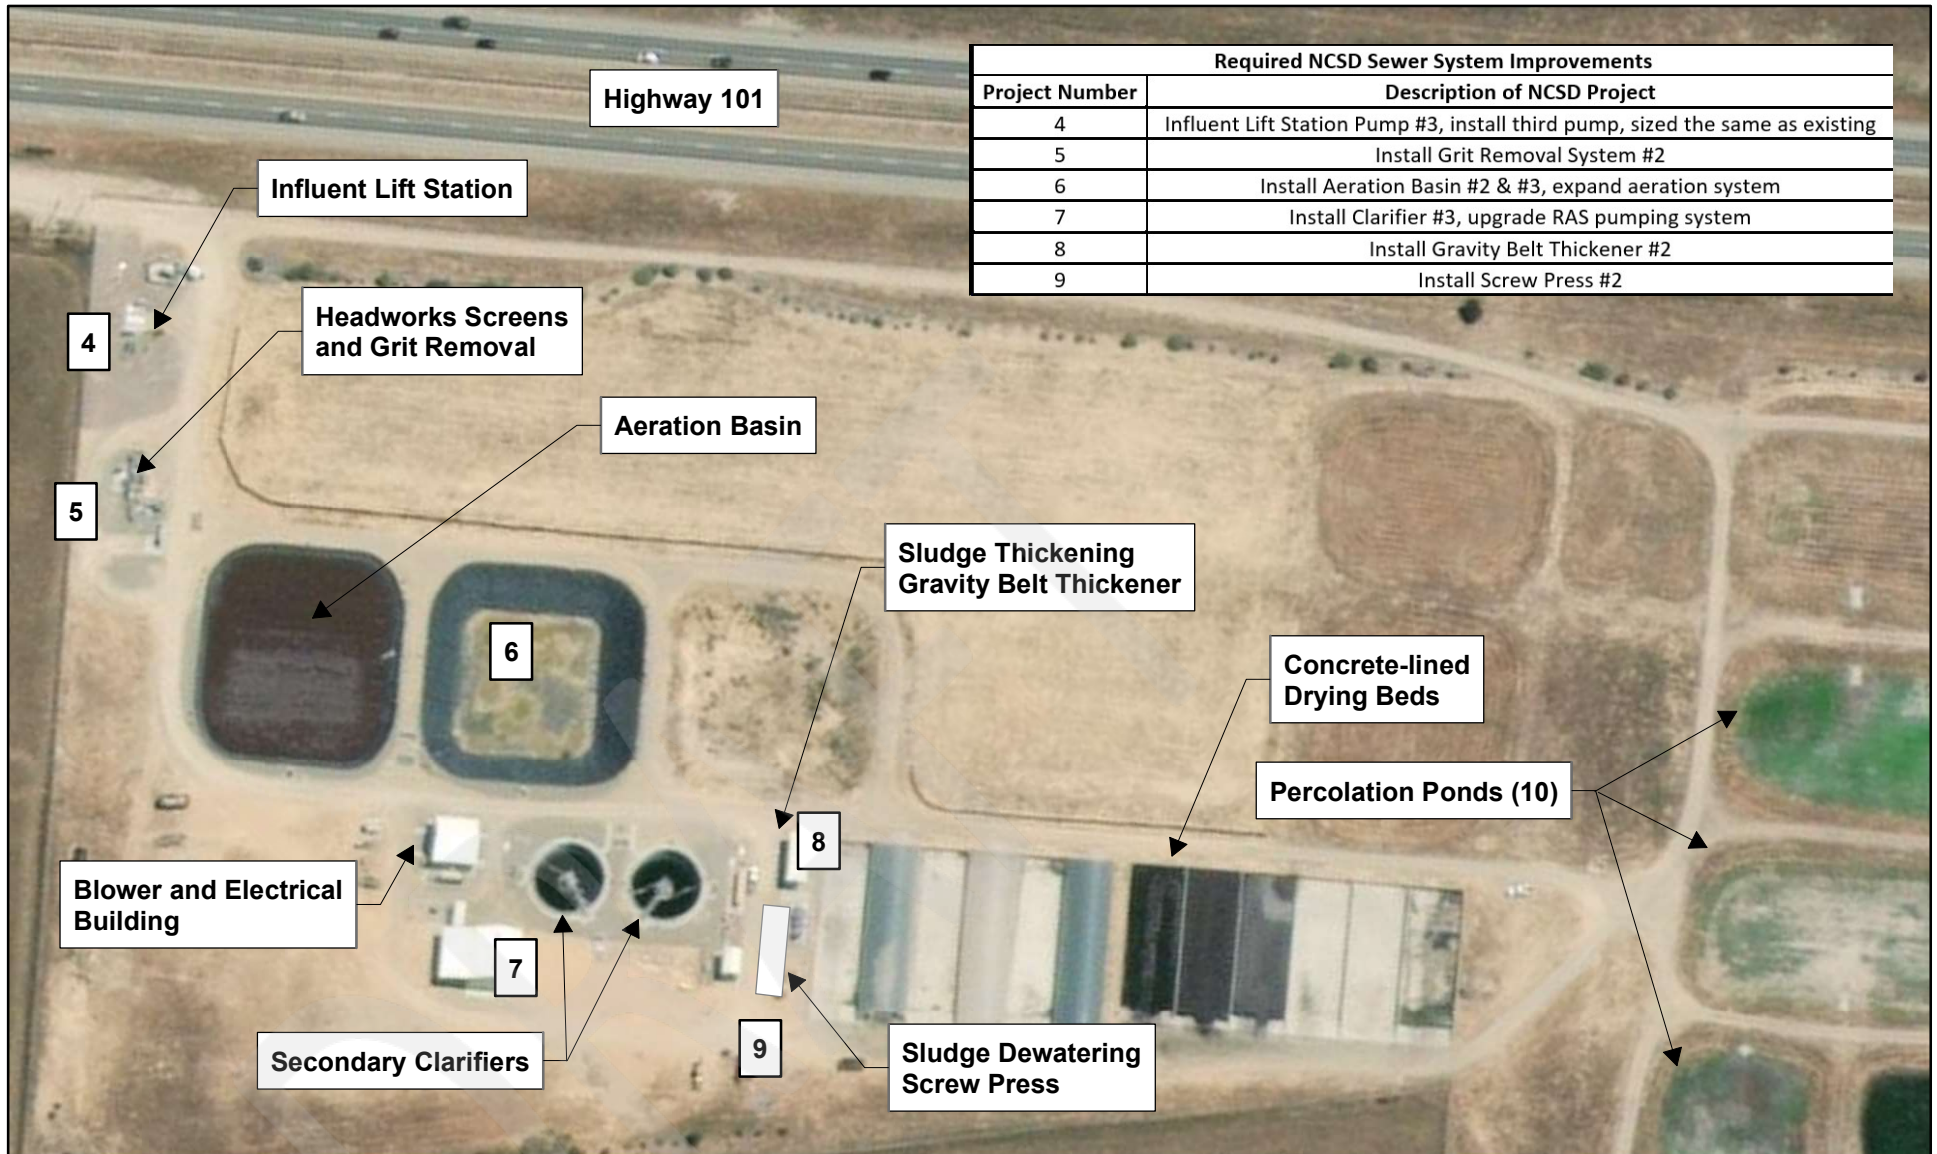 Highway 101
Required NCSD Sewer System Improvements
Project Number Description of NCSD Project
4 Influent Lift Station Pump #3, install third pump, sized the same as existing
5 Install Grit Removal System #2
6 Install Aeration Basin #2 & #3, expand aeration system
7 Install Clarifier #3, upgrade RAS pumping system
8 Install Gravity Belt Thickener #2
9 Install Screw Press #2
Influent Lift Station
4
Headworks Screens
and Grit Removal
5
Aeration Basin
Sludge Thickening
Gravity Belt Thickener
6
Concrete-lined
Drying Beds
Percolation Ponds (10)
8
Blower and Electrical
Building
7
Secondary Clarifiers
9
Sludge Dewatering
Screw Press